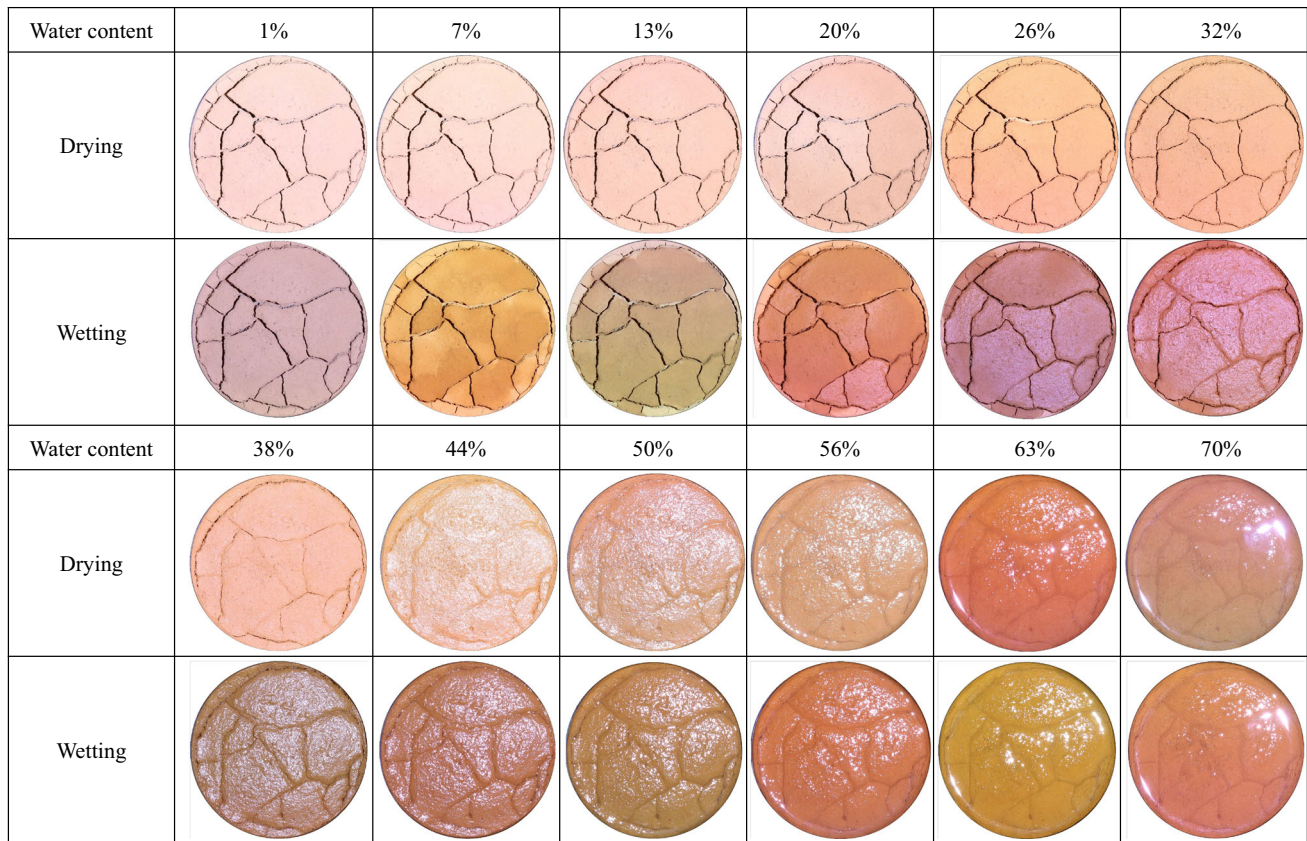 Water content 1% 7% 13% 20% 26% 32%
Drying
Wetting
Water content 38% 44% 50% 56% 63% 70%
Drying
Wetting